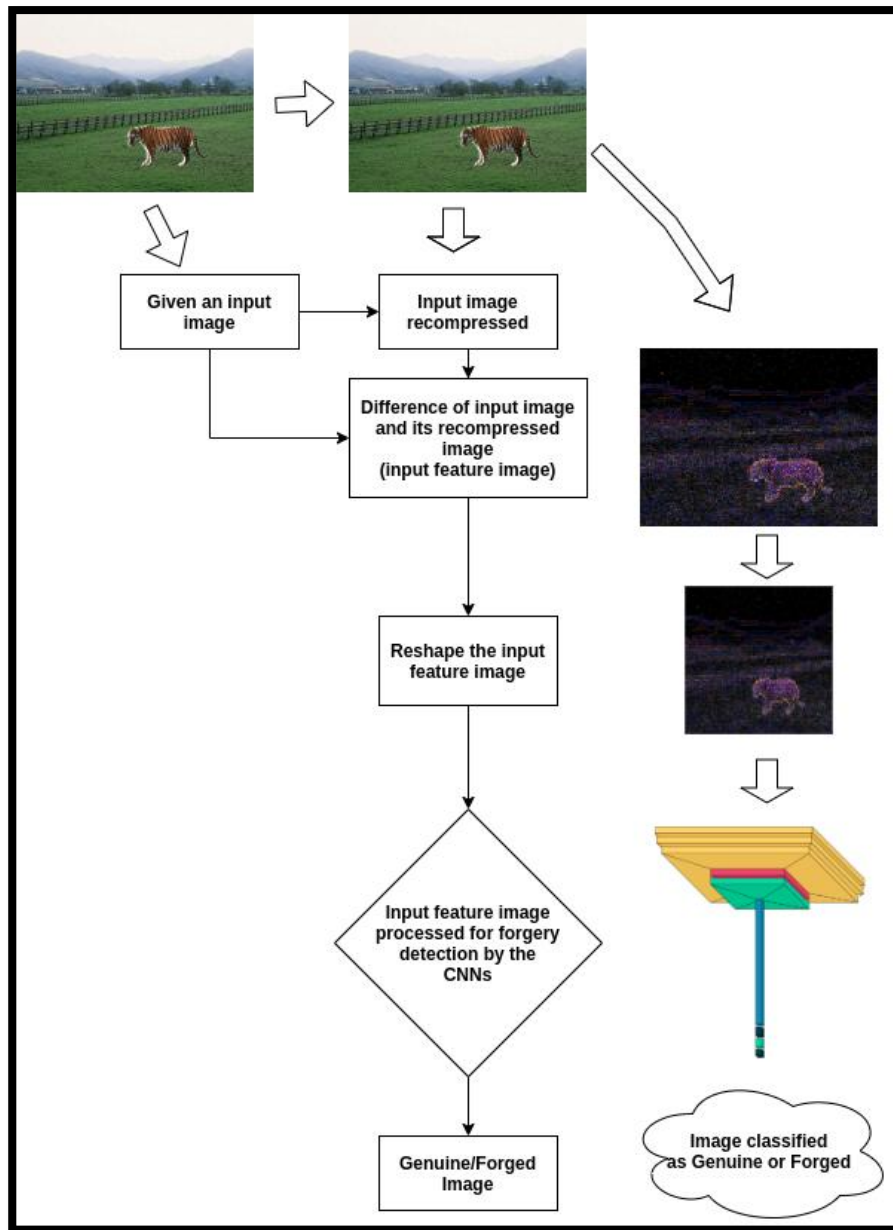 Given an input
image
Input image
recompressed
Difference of input image
and its recompressed
image
(input feature image)
Reshape the input
feature image
Input feature image
processed for forgery
detection by the
CNNs
Genuine/Forged
Image
Image classified
as Genuine or Forged